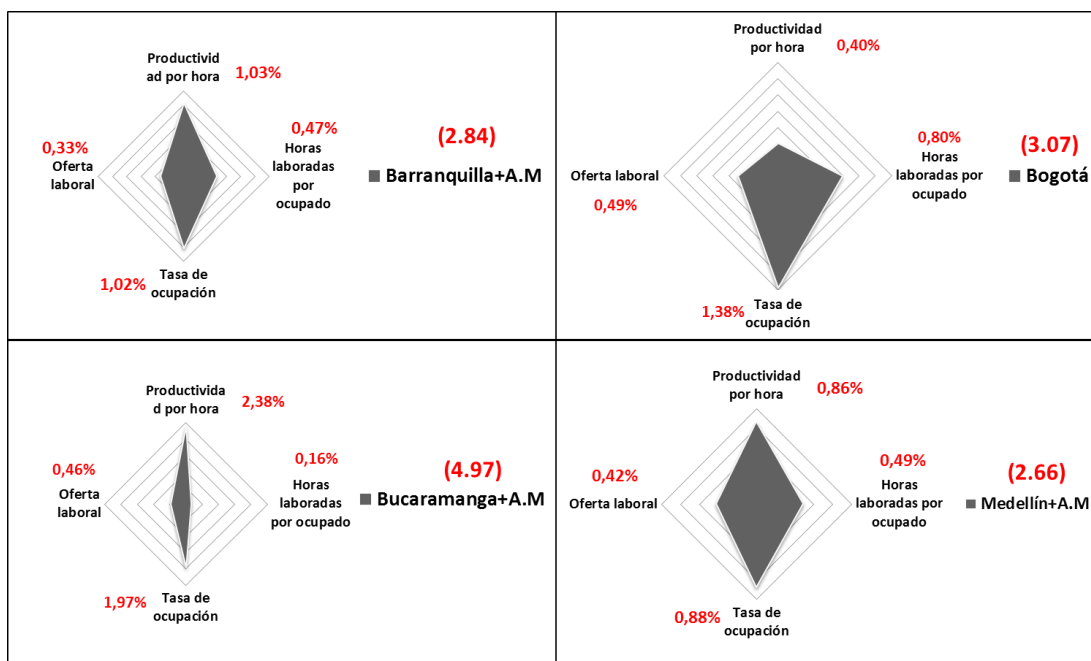 Productivid
ad por hora
1,03%
0,47%
Horas
laboradas
por
ocupado
0,33%
Oferta
laboral
1,02%
Tasa de
ocupación
(2.84)
Barranquilla+A.M
Productividad
por hora
0,40%
0,80%
Horas
laboradas por
ocupado
Oferta laboral
0,49%
1,38%
Tasa de
ocupación
(3.07)
Bogotá
Productivida
d por hora
2,38%
0,16%
Horas
laboradas
por ocupado
0,46%
Oferta
laboral
1,97%
Tasa de
ocupación
(4.97)
Bucaramanga+A.M
Productividad
por hora
0,86%
0,49%
Horas
laboradas por
ocupado
0,42%
Oferta laboral
0,88%
Tasa de
ocupación
(2.66)
Medellín+A.M